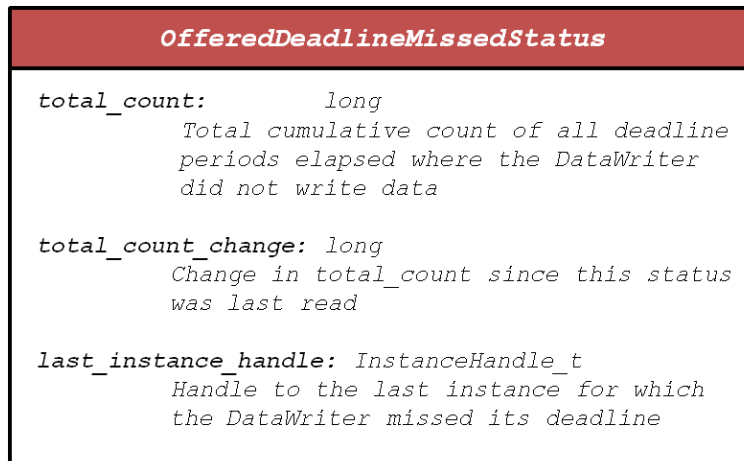 OfferedDeadlineMissedStatus
total_count: long
Total cumulative count of all deadline
periods elapsed where the DataWriter
did not write data
total_count_change: long
Change in total_count since this status
was last read
last_instance_handle: InstanceHandle_t
Handle to the last instance for which
the DataWriter missed its deadline